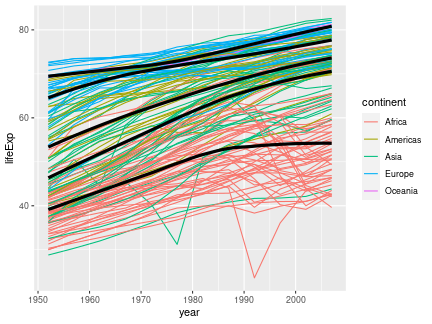 80
60
40
lifeExp
1950
1960
1970
1980
1990
2000
year
continent
Africa
Americas
Asia
Europe
Oceania